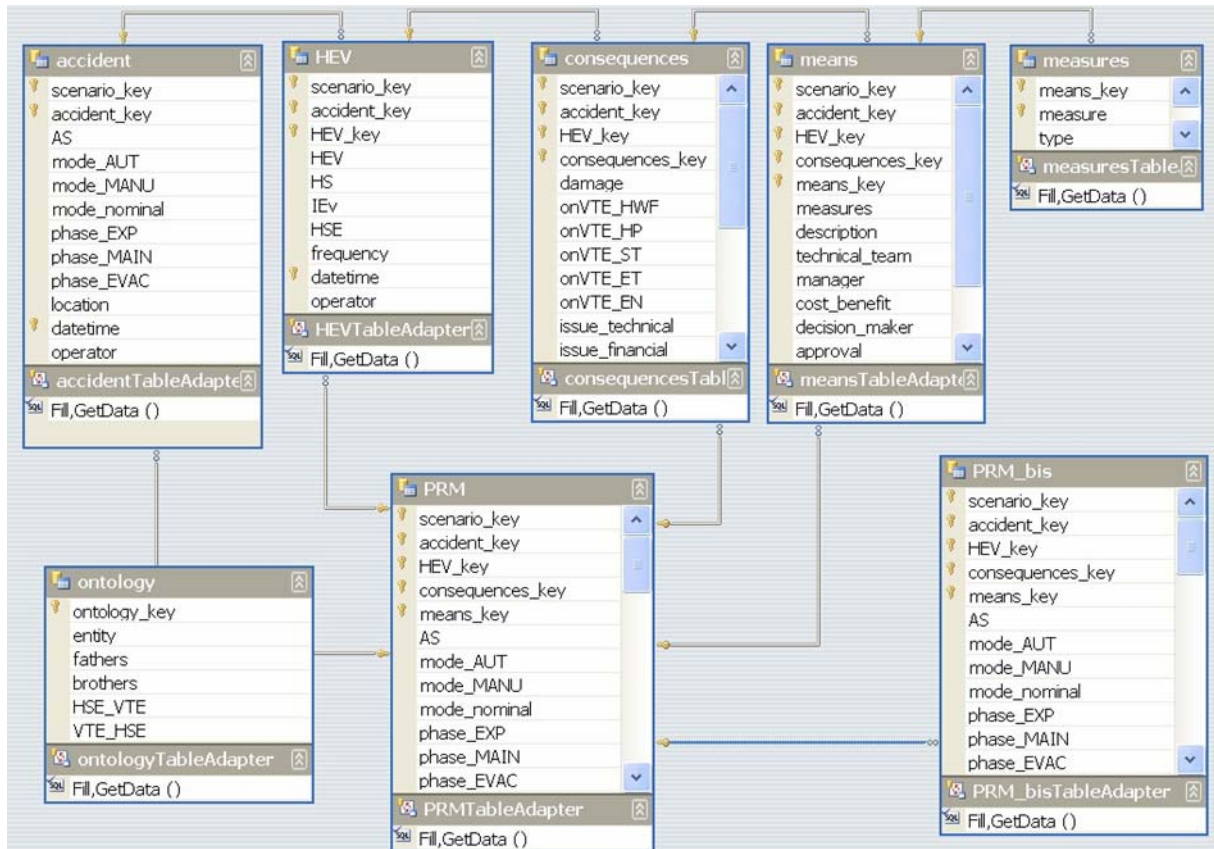 accident
scenario_key
accident_key
AS
mode_AUT
mode_MANU
mode_nominal
phase_EXP
phase_MAIN
phase_EVAC
location
datetime
operator
accidentTableAdapte
Fill,GetData ()
HEV
scenario_key
accident_key
HEV_key
HEV
HS
IEv
HSE
frequency
datetime
operator
HEVTableAdapter
Fill,GetData ()
consequences
scenario_key
accident_key
HEV_key
consequences_key
damage
onVTE_HWF
onVTE_HP
onVTE_ST
onVTE_ET
onVTE_EN
issue_technical
issue_financial
consequencesTabl
Fill,GetData ()
means
scenario_key
accident_key
HEV_key
consequences_key
means_key
measures
description
technical_team
manager
cost_benefit
decision_maker
approval
meansTableAdapte
Fill,GetData ()
measures
means_key
measure
type
measuresTable
Fill,GetData ()
ontology
ontology_key
entity
fathers
brothers
HSE_VTE
VTE_HSE
ontologyTableAdapter
Fill,GetData ()
PRM
scenario_key
accident_key
HEV_key
consequences_key
means_key
AS
mode_AUT
mode_MANU
mode_nominal
phase_EXP
phase_MAIN
phase_EVAC
PRMTableAdapter
Fill,GetData ()
PRM_bis
scenario_key
accident_key
HEV_key
consequences_key
means_key
AS
mode_AUT
mode_MANU
mode_nominal
phase_EXP
phase_MAIN
phase_EVAC
PRM_bisTableAdapter
Fill,GetData ()